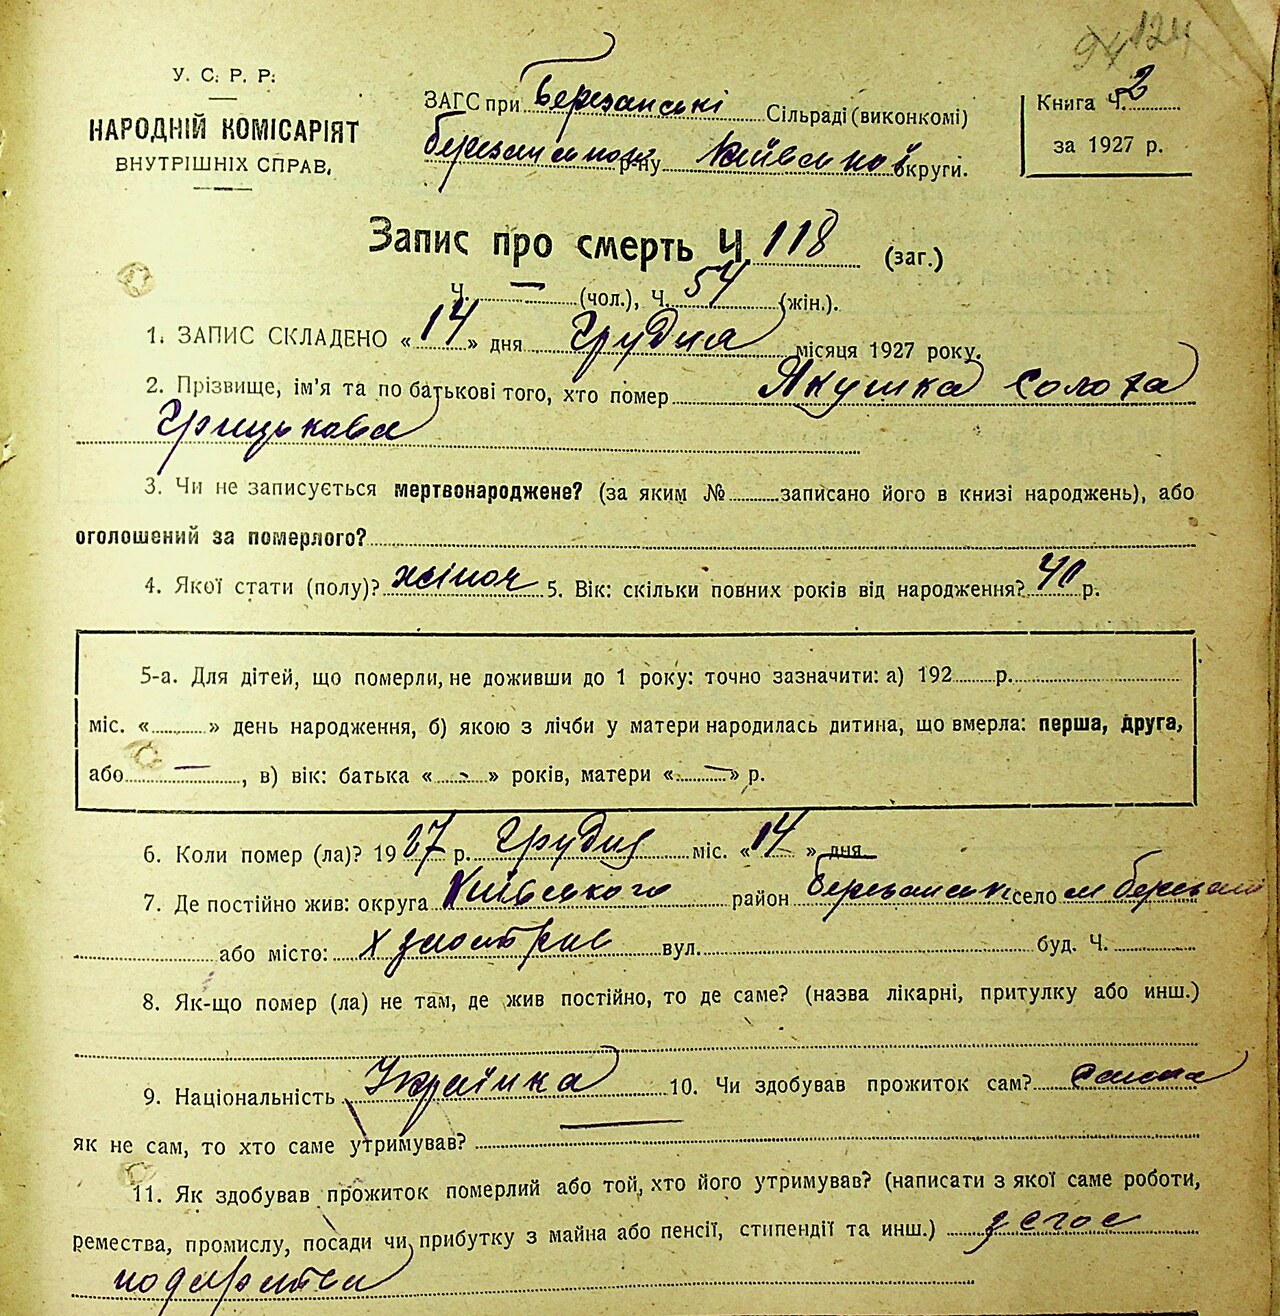 124
У. С. Р. Р.
НАРОДНІЙ КОМІСАРІЯТ
ВНУТРІШНІХ СПРАВ.
ЗАГС при Березанські Сільраді (виконкомі)
р-ну Київсько округи.
Книга Ч. 2
за 1927 р.
Запис про смерть Ч. 118 (заг.)
Ч. — (чол.), Ч. 54 (жін.).
1. ЗАПИС СКЛАДЕНО « 14 » дня Грудня місяця 1927 року.
2. Прізвище, ім'я та по батькові того, хто помер Якушка Солоха
Грицькова
3. Чи не записується мертвонароджене? (за яким № записано його в книзі народжень), або
оголошений за померлого?
4. Якої стати (полу)? жіноч 5. Вік: скільки повних років від народження? 40 р.
5-а. Для дітей, що померли, не доживши до 1 року: точно зазначити: а) 192 р.
міс. « » день народження, б) якою з лічби у матери народилась дитина, що вмерла: перша, друга,
або — , в) вік: батька « - » років, матери « — » р.
6. Коли помер (ла)? 1927 р. Грудня міс. « 14 » дня
7. Де постійно жив: округа Київського район село м
або місто: вул. буд. Ч.
8. Як-що помер (ла) не там, де жив постійно, то де саме? (назва лікарні, притулку або инш.)
9. Національність Українка 10. Чи здобував прожиток сам? Сама
як не сам, то хто саме утримував? —
11. Як здобував прожиток померлий або той, хто його утримував? (написати з якої саме роботи,
ремества, промислу, посади чи прибутку з майна або пенсії, стипендії та инш.)